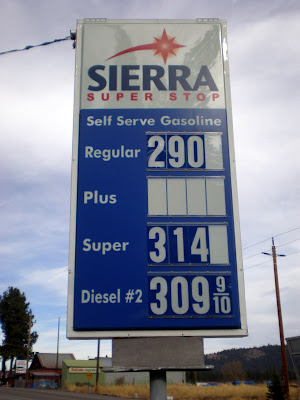 SIERRA
SUPER STOP
Self Serve Gasoline
Regular 290
Plus
Super 314
Diesel #2 309 9/10